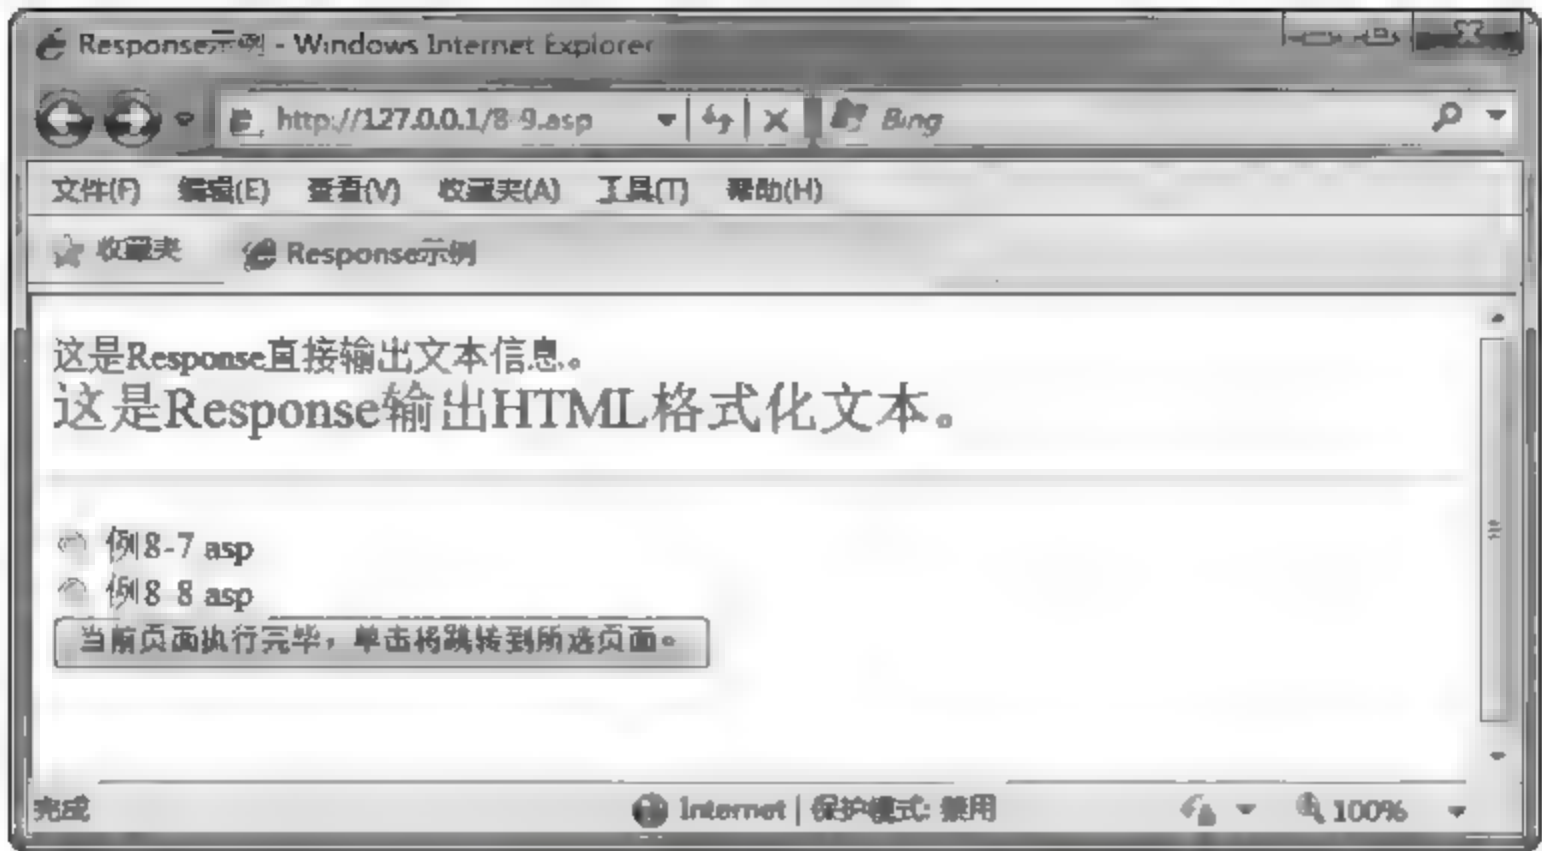 Response示例 - Windows Internet Explorer
http://127.0.0.1/8-9.asp Bing
文件(F) 编辑(E) 查看(V) 收藏夹(A) 工具(T) 帮助(H)
收藏夹 Response示例
这是Response直接输出文本信息。
这是Response输出HTML格式化文本。
例8-7 asp
例8-8 asp
当前页面执行完毕，单击将跳转到所选页面。
完成 Internet | 保护模式: 禁用 100%